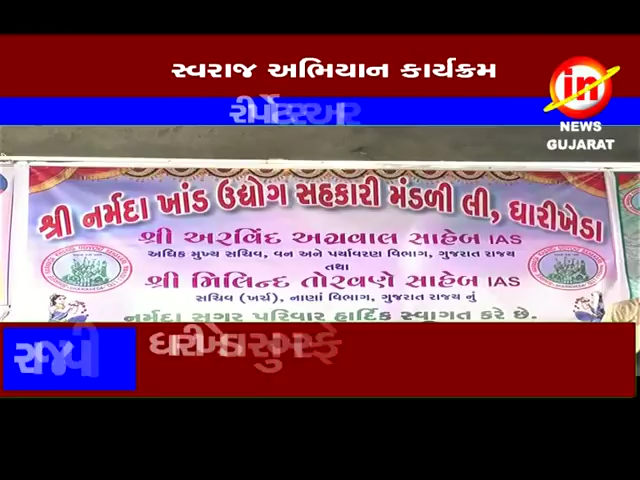 સ્વરાજ અભિયાન કાર્યક્રમ
in
NEWS
GUJARAT
શ્રી નર્મદા ખાંડ ઉદ્યોગ સહકારી મંડળી લી, ધારીખેડા
શ્રી અરવિંદ અગ્રવાલ સાહેબ IAS
અધિક મુખ્ય સચિવ, વન અને પર્યાવરણ વિભાગ, ગુજરાત રાજ્ય
તથા
શ્રી મિલિન્દ તોરવણે સાહેબ IAS
સચિવ (ખર્ચ), નાણાં વિભાગ, ગુજરાત રાજ્ય નું
નર્મદા સુગર પરિવાર હાર્દિક સ્વાગત કરે છે.